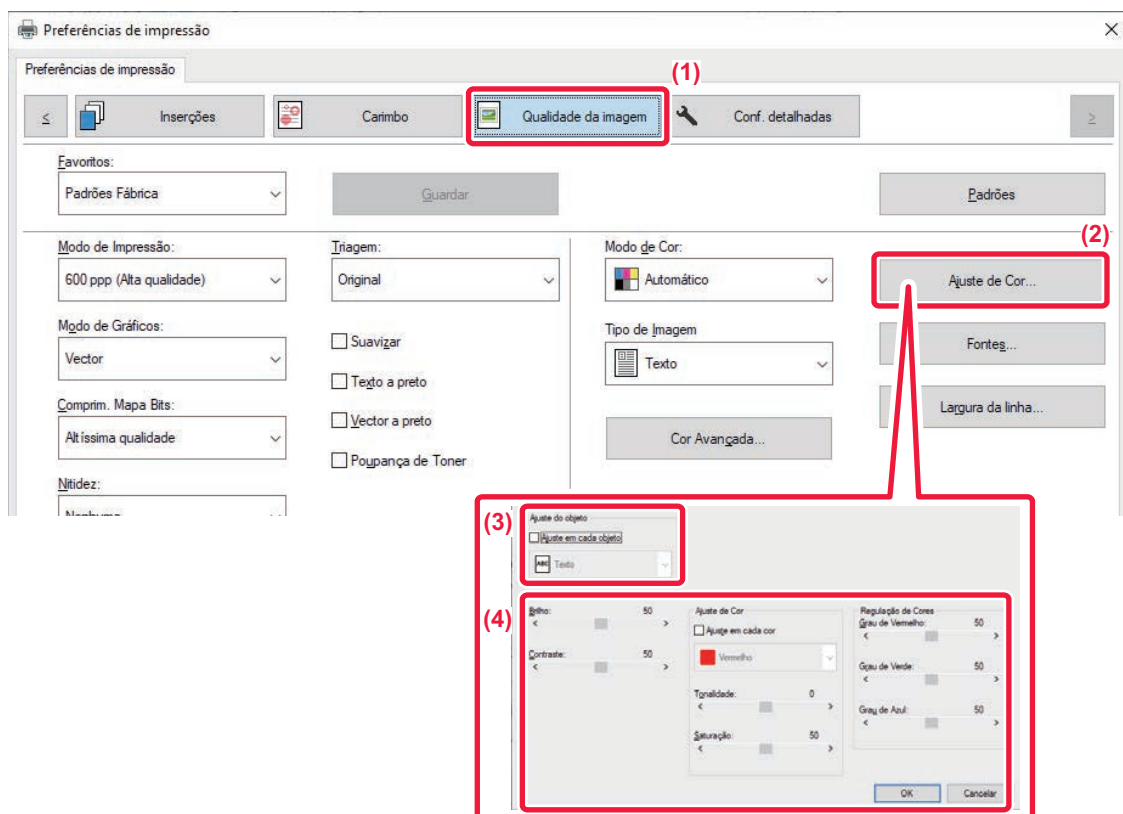 Preferências de impressão
Preferências de impressão
(1)
< Inserções Carimbo Qualidade da imagem Conf. detalhadas >
Favoritos:
Padrões Fábrica Guardar Padrões
(2)
Modo de Impressão: Triagem: Modo de Cor:
600 ppp (Alta qualidade) Original Automático Ajuste de Cor...
Modo de Gráficos: Suavizar Tipo de Imagem Fontes...
Vector Texto
Texto a preto
Comprim. Mapa Bits: Largura da linha...
Altíssima qualidade Vector a preto Cor Avançada...
Poupança de Toner
Nitidez:
(3) Ajuste do objeto
Ajuste em cada objeto
ABC Texto
(4) Brilho: 50 Ajuste de Cor Regulação de Cores
Ajuste em cada cor Grau de Vermelho: 50
Contraste: 50 Vermelho
Grau de Verde: 50
Tonalidade: 0
Grau de Azul: 50
Saturação: 50
OK Cancelar